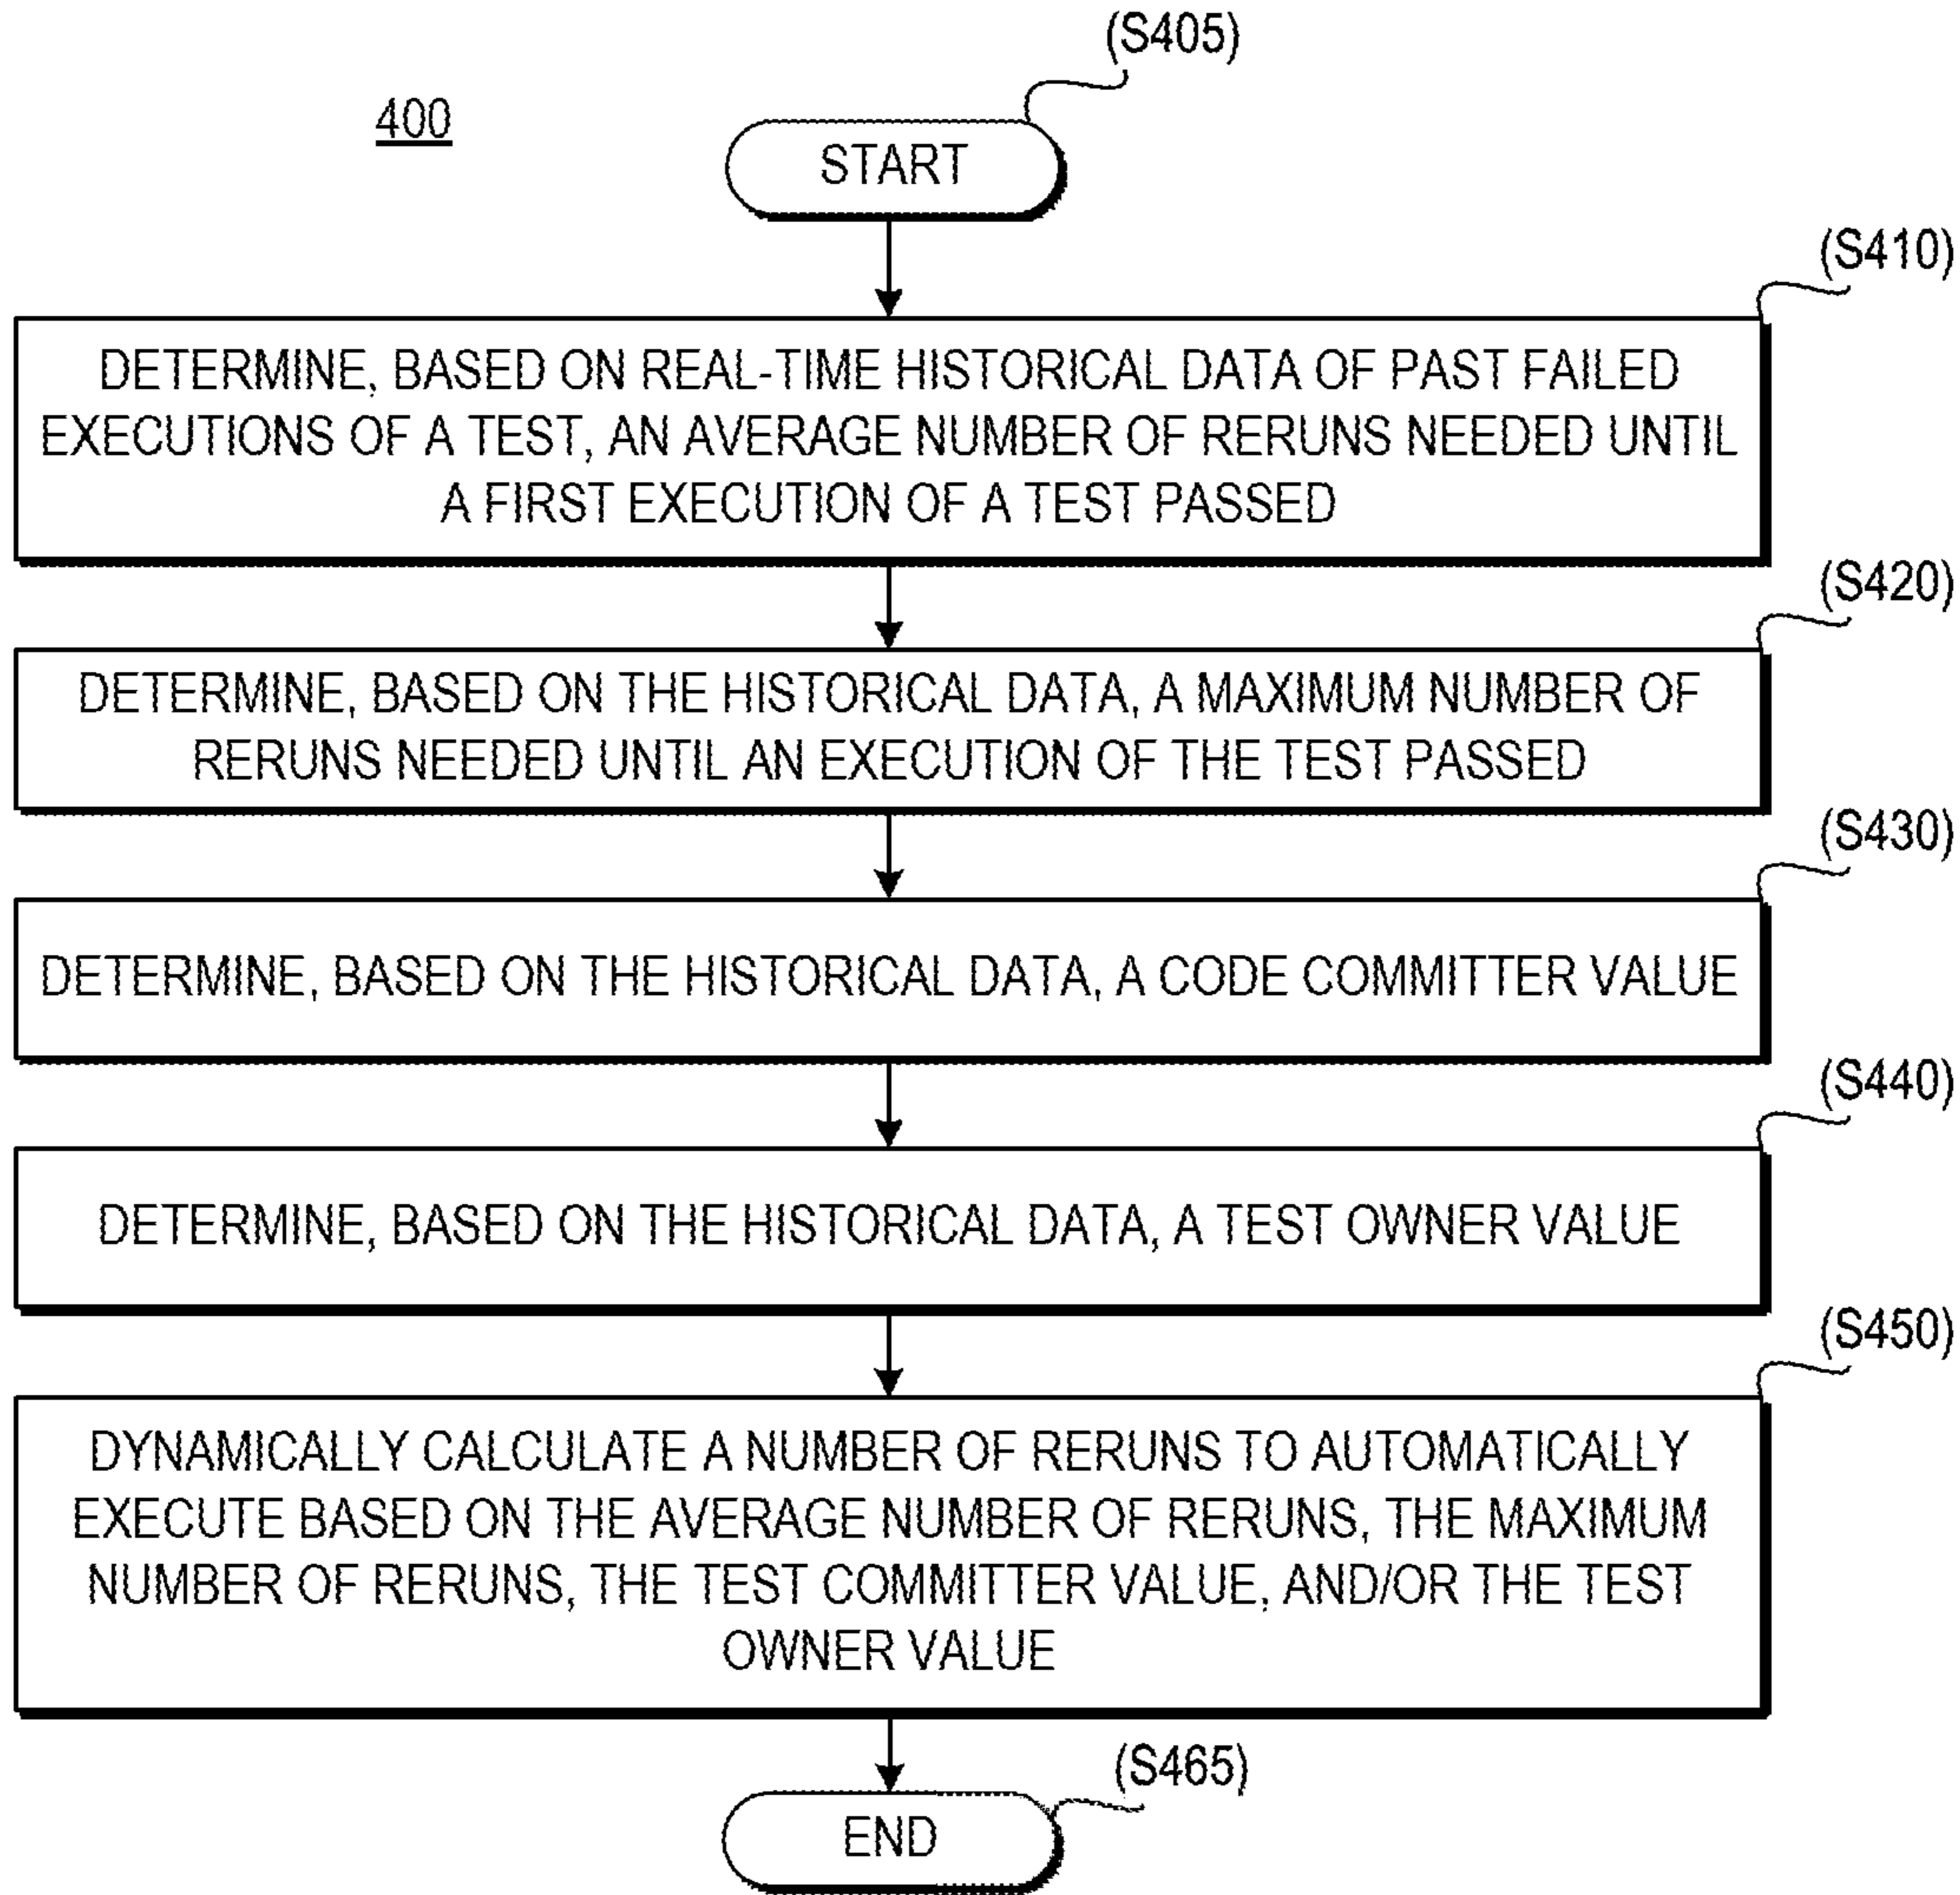 (S405)
400
START
(S410)
DETERMINE, BASED ON REAL-TIME HISTORICAL DATA OF PAST FAILED
EXECUTIONS OF A TEST, AN AVERAGE NUMBER OF RERUNS NEEDED UNTIL
A FIRST EXECUTION OF A TEST PASSED
(S420)
DETERMINE, BASED ON THE HISTORICAL DATA, A MAXIMUM NUMBER OF
RERUNS NEEDED UNTIL AN EXECUTION OF THE TEST PASSED
(S430)
DETERMINE, BASED ON THE HISTORICAL DATA, A CODE COMMITTER VALUE
(S440)
DETERMINE, BASED ON THE HISTORICAL DATA, A TEST OWNER VALUE
(S450)
DYNAMICALLY CALCULATE A NUMBER OF RERUNS TO AUTOMATICALLY
EXECUTE BASED ON THE AVERAGE NUMBER OF RERUNS, THE MAXIMUM
NUMBER OF RERUNS, THE TEST COMMITTER VALUE, AND/OR THE TEST
OWNER VALUE
(S465)
END